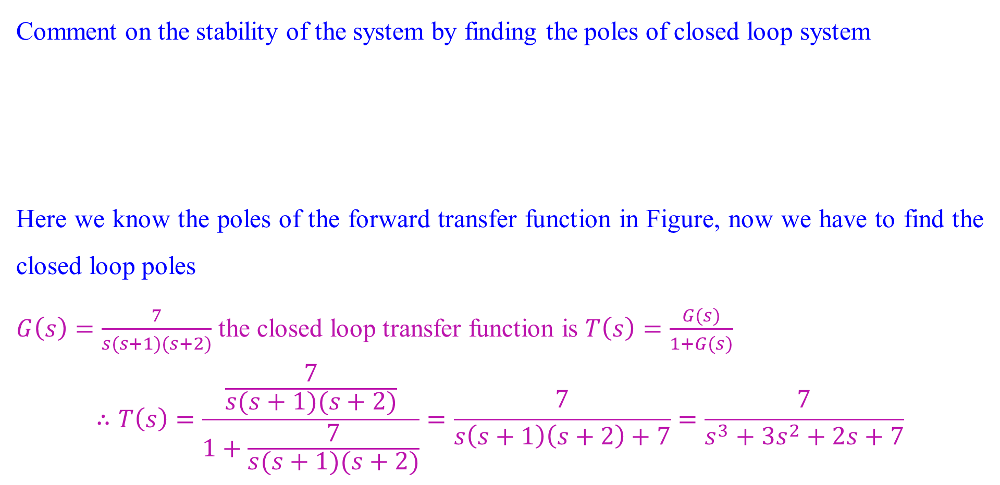 Comment on the stability of the system by finding the poles of closed loop system
Here we know the poles of the forward transfer function in Figure, now we have to find the
closed loop poles
$G(s) = \frac{7}{s(s+1)(s+2)}$ the closed loop transfer function is $T(s) = \frac{G(s)}{1+G(s)}$
$\therefore T(s) = \frac{\frac{7}{s(s+1)(s+2)}}{1+\frac{7}{s(s+1)(s+2)}} = \frac{7}{s(s+1)(s+2)+7} = \frac{7}{s^3+3s^2+2s+7}$